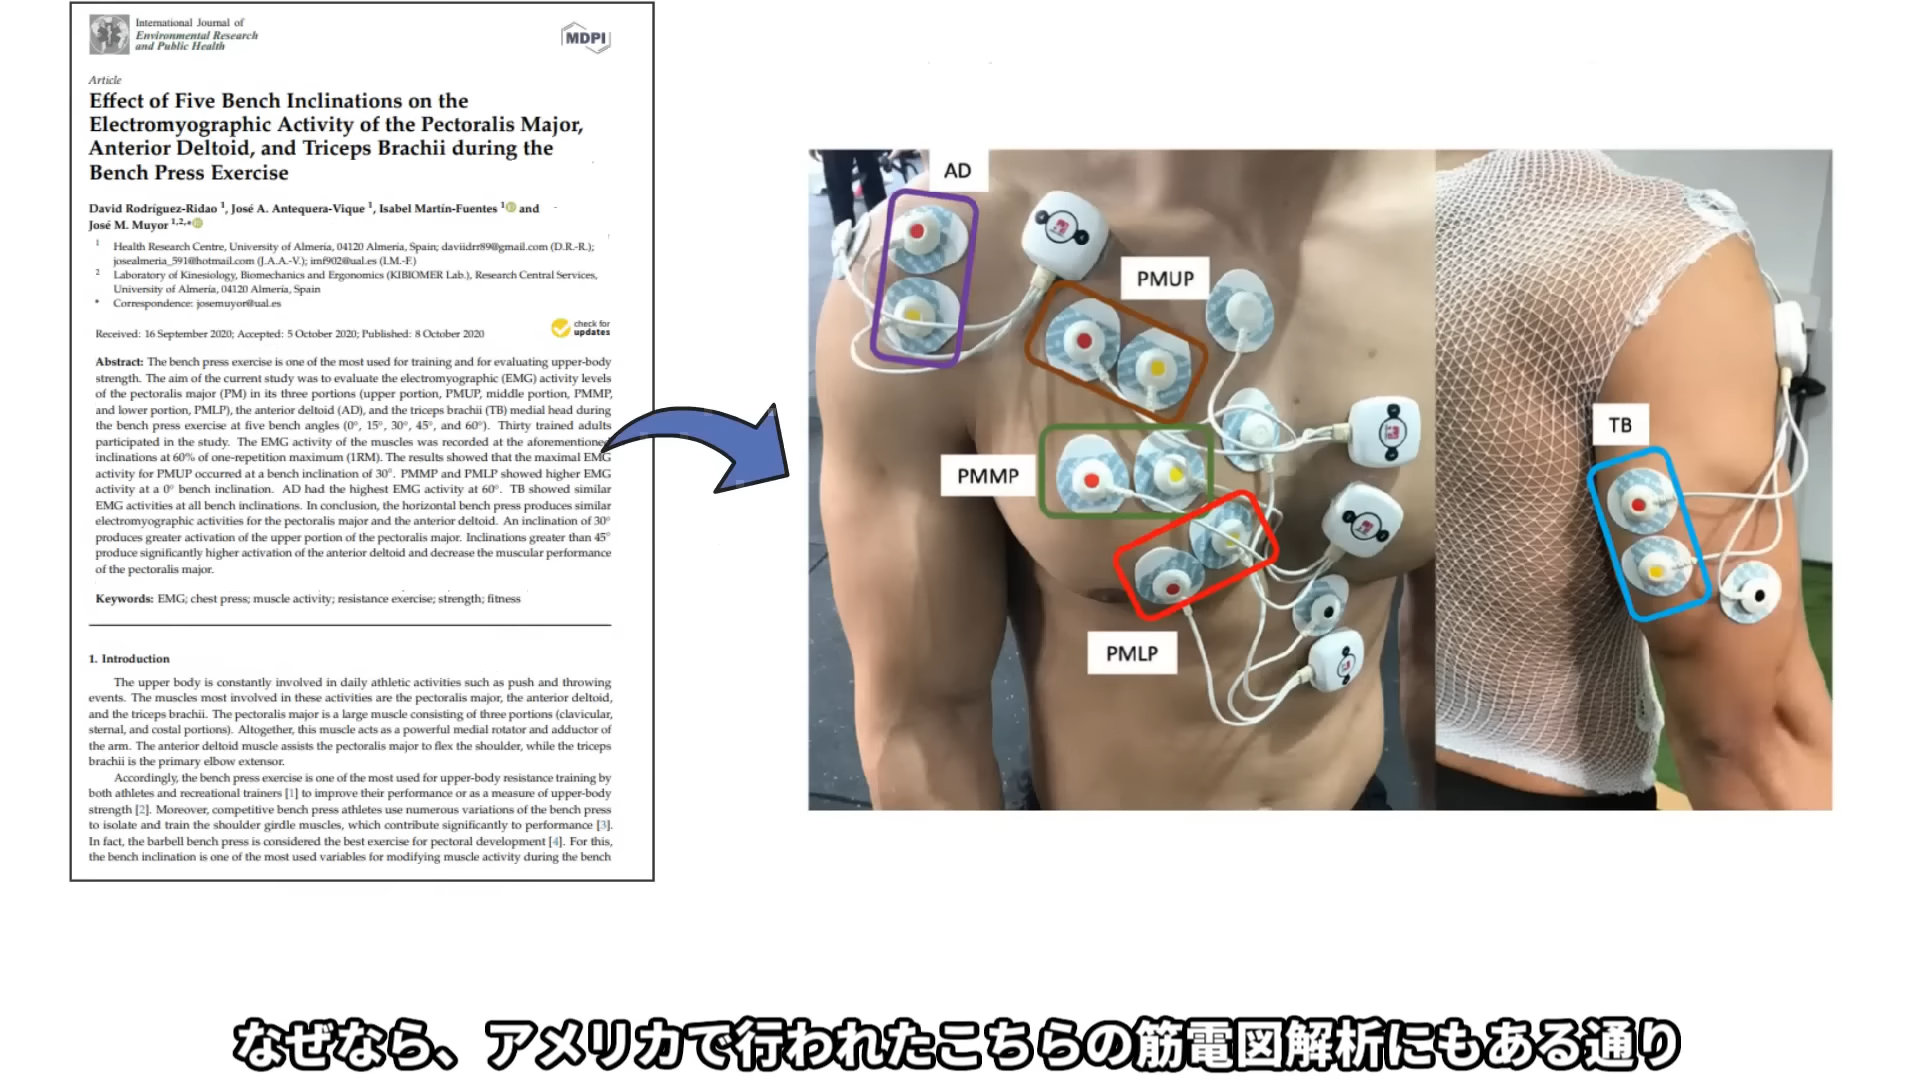 International Journal of
Environmental Research
and Public Health
MDPI
Article
Effect of Five Bench Inclinations on the
Electromyographic Activity of the Pectoralis Major,
Anterior Deltoid, and Triceps Brachii during the
Bench Press Exercise
David Rodríguez-Ridao 1, José A. Antequera-Vique 1, Isabel Martín-Fuentes 1 and
José M. Muyor 1,2,*
1 Health Research Centre, University of Almería, 04120 Almería, Spain; daviidrr89@gmail.com (D.R.-R.);
josealmeria_591@hotmail.com (J.A.A.-V.); imf902@ual.es (I.M.-F.)
2 Laboratory of Kinesiology, Biomechanics and Ergonomics (KIBIOMER Lab.), Research Central Services,
University of Almería, 04120 Almería, Spain
* Correspondence: josemuyor@ual.es
Received: 16 September 2020; Accepted: 5 October 2020; Published: 8 October 2020
check for
updates
Abstract: The bench press exercise is one of the most used for training and for evaluating upper-body
strength. The aim of the current study was to evaluate the electromyographic (EMG) activity levels
of the pectoralis major (PM) in its three portions (upper portion, PMUP, middle portion, PMMP,
and lower portion, PMLP), the anterior deltoid (AD), and the triceps brachii (TB) medial head during
the bench press exercise at five bench angles (0°, 15°, 30°, 45°, and 60°). Thirty trained adults
participated in the study. The EMG activity of the muscles was recorded at the aforementioned
inclinations at 60% of one-repetition maximum (1RM). The results showed that the maximal EMG
activity for PMUP occurred at a bench inclination of 30°. PMMP and PMLP showed higher EMG
activity at a 0° bench inclination. AD had the highest EMG activity at 60°. TB showed similar
EMG activities at all bench inclinations. In conclusion, the horizontal bench press produces similar
electromyographic activities for the pectoralis major and the anterior deltoid. An inclination of 30°
produces greater activation of the upper portion of the pectoralis major. Inclinations greater than 45°
produce significantly higher activation of the anterior deltoid and decrease the muscular performance
of the pectoralis major.
Keywords: EMG; chest press; muscle activity; resistance exercise; strength; fitness
1. Introduction
The upper body is constantly involved in daily athletic activities such as push and throwing
events. The muscles most involved in these activities are the pectoralis major, the anterior deltoid,
and the triceps brachii. The pectoralis major is a large muscle consisting of three portions (clavicular,
sternal, and costal portions). Altogether, this muscle acts as a powerful medial rotator and adductor of
the arm. The anterior deltoid muscle assists the pectoralis major to flex the shoulder, while the triceps
brachii is the primary elbow extensor.
Accordingly, the bench press exercise is one of the most used for upper-body resistance training by
both athletes and recreational trainers [1] to improve their performance or as a measure of upper-body
strength [2]. Moreover, competitive bench press athletes use numerous variations of the bench press
to isolate and train the shoulder girdle muscles, which contribute significantly to performance [3].
In fact, the barbell bench press is considered the best exercise for pectoral development [4]. For this,
the bench inclination is one of the most used variables for modifying muscle activity during the bench
AD
PMUP
PMMP
PMLP
TB
なぜなら、アメリカで行われたこちらの筋電図解析にもある通り